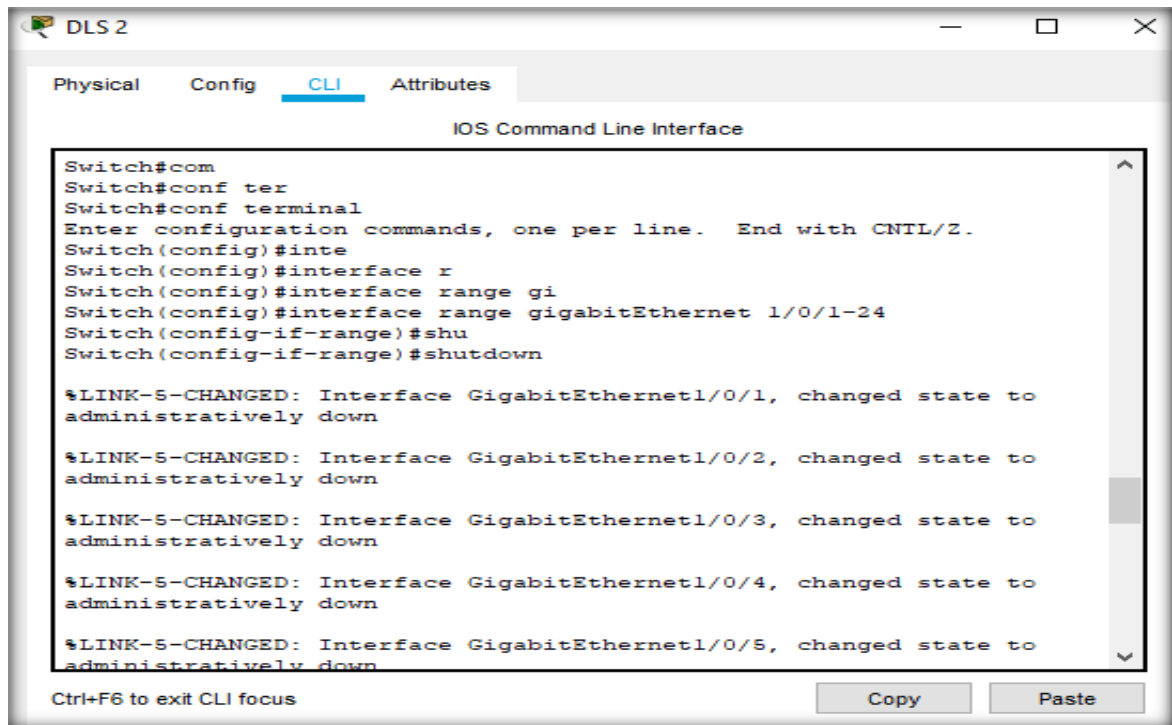 DLS 2
Physical Config CLI Attributes
IOS Command Line Interface
Switch#com
Switch#conf ter
Switch#conf terminal
Enter configuration commands, one per line.  End with CNTL/Z.
Switch(config)#inte
Switch(config)#interface r
Switch(config)#interface range gi
Switch(config)#interface range gigabitEthernet 1/0/1-24
Switch(config-if-range)#shu
Switch(config-if-range)#shutdown
%LINK-5-CHANGED: Interface GigabitEthernet1/0/1, changed state to
administratively down
%LINK-5-CHANGED: Interface GigabitEthernet1/0/2, changed state to
administratively down
%LINK-5-CHANGED: Interface GigabitEthernet1/0/3, changed state to
administratively down
%LINK-5-CHANGED: Interface GigabitEthernet1/0/4, changed state to
administratively down
%LINK-5-CHANGED: Interface GigabitEthernet1/0/5, changed state to
administratively down
Ctrl+F6 to exit CLI focus
Copy Paste